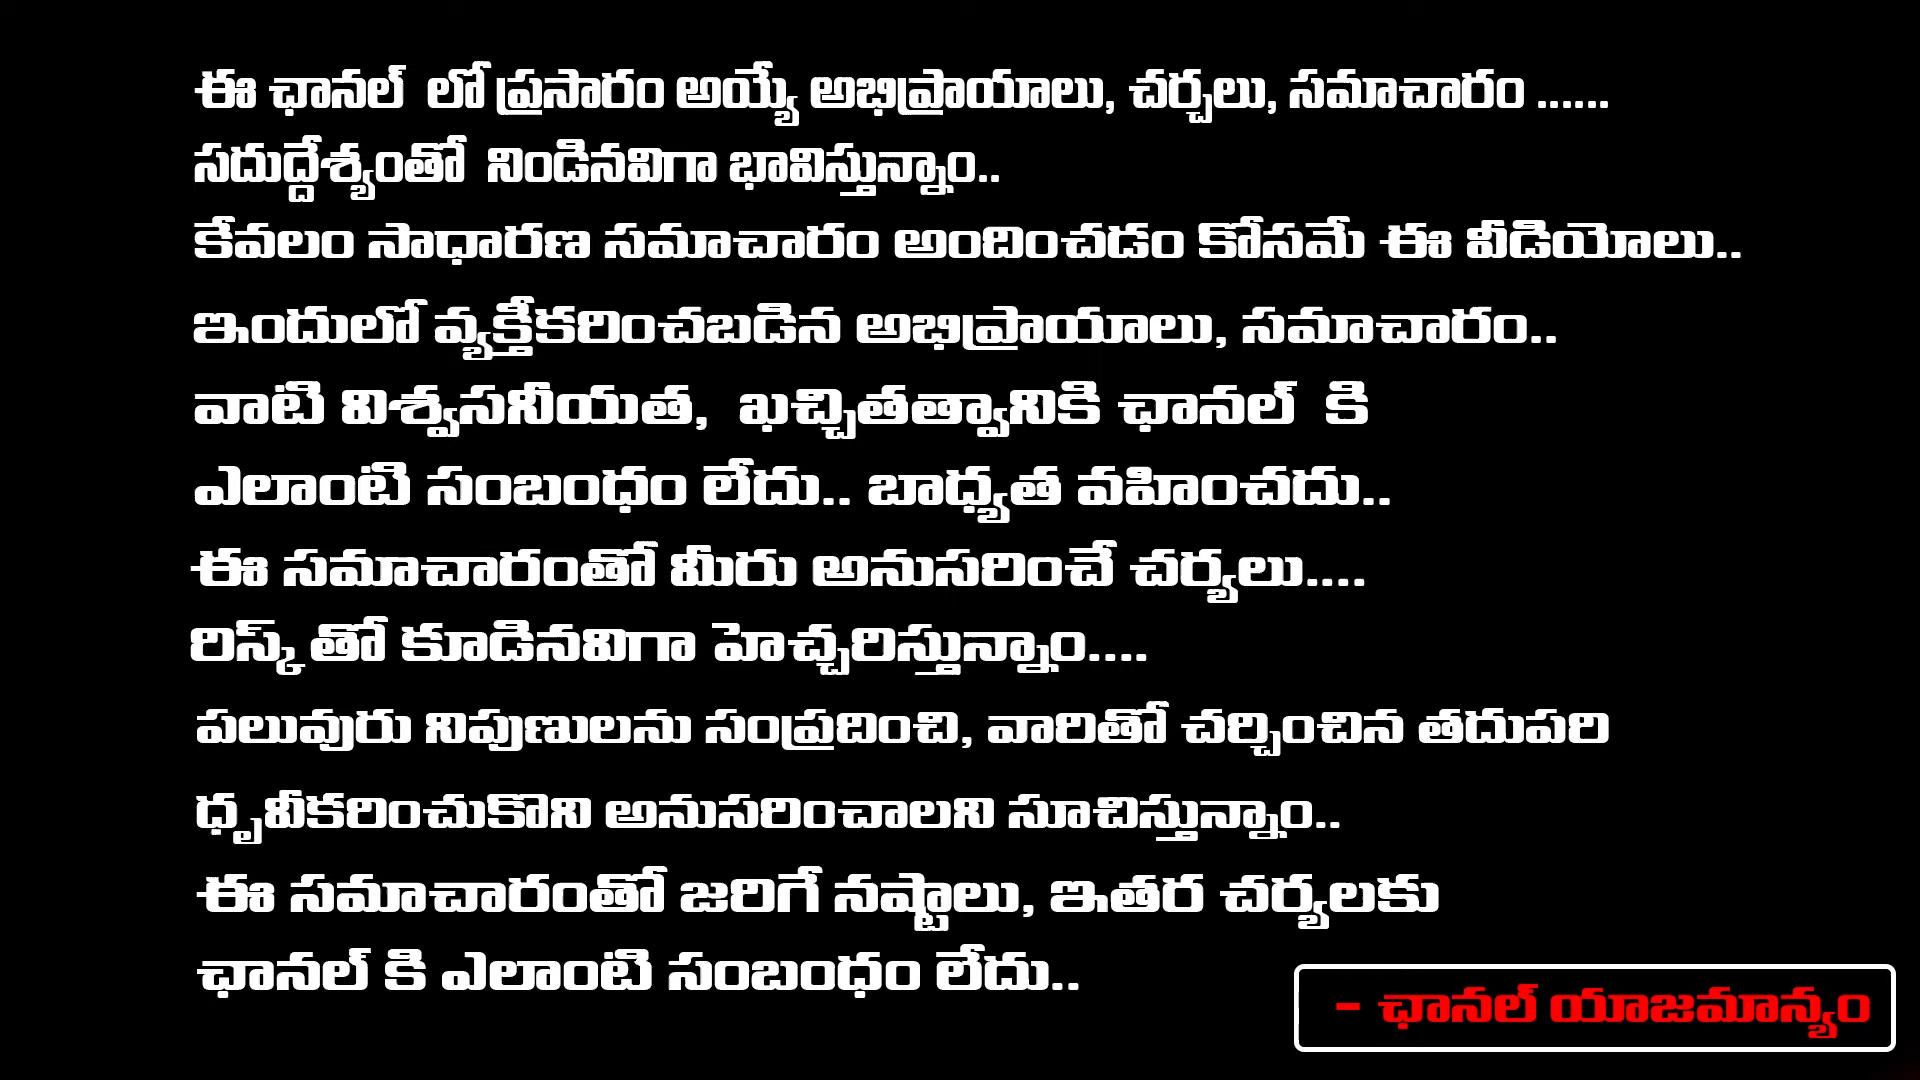 ఈ ఛానల్ లో ప్రసారం అయ్యే అభిప్రాయాలు, చర్చలు, సమాచారం ......
సదుద్దేశ్యంతో నిండినవిగా భావిస్తున్నాం..
కేవలం సాధారణ సమాచారం అందించడం కోసమే ఈ వీడియోలు..
ఇందులో వ్యక్తీకరించబడిన అభిప్రాయాలు, సమాచారం..
వాటి విశ్వసనీయత, ఖచ్చితత్వానికి ఛానల్ కి
ఎలాంటి సంబంధం లేదు.. బాధ్యత వహించదు..
ఈ సమాచారంతో మీరు అనుసరించే చర్యలు....
రిస్క్ తో కూడినవిగా హెచ్చరిస్తున్నాం....
పలువురు నిపుణులను సంప్రదించి, వారితో చర్చించిన తదుపరి
ధృవీకరించుకొని అనుసరించాలని సూచిస్తున్నాం..
ఈ సమాచారంతో జరిగే నష్టాలు, ఇతర చర్యలకు
ఛానల్ కి ఎలాంటి సంబంధం లేదు..
- ఛానల్ యాజమాన్యం